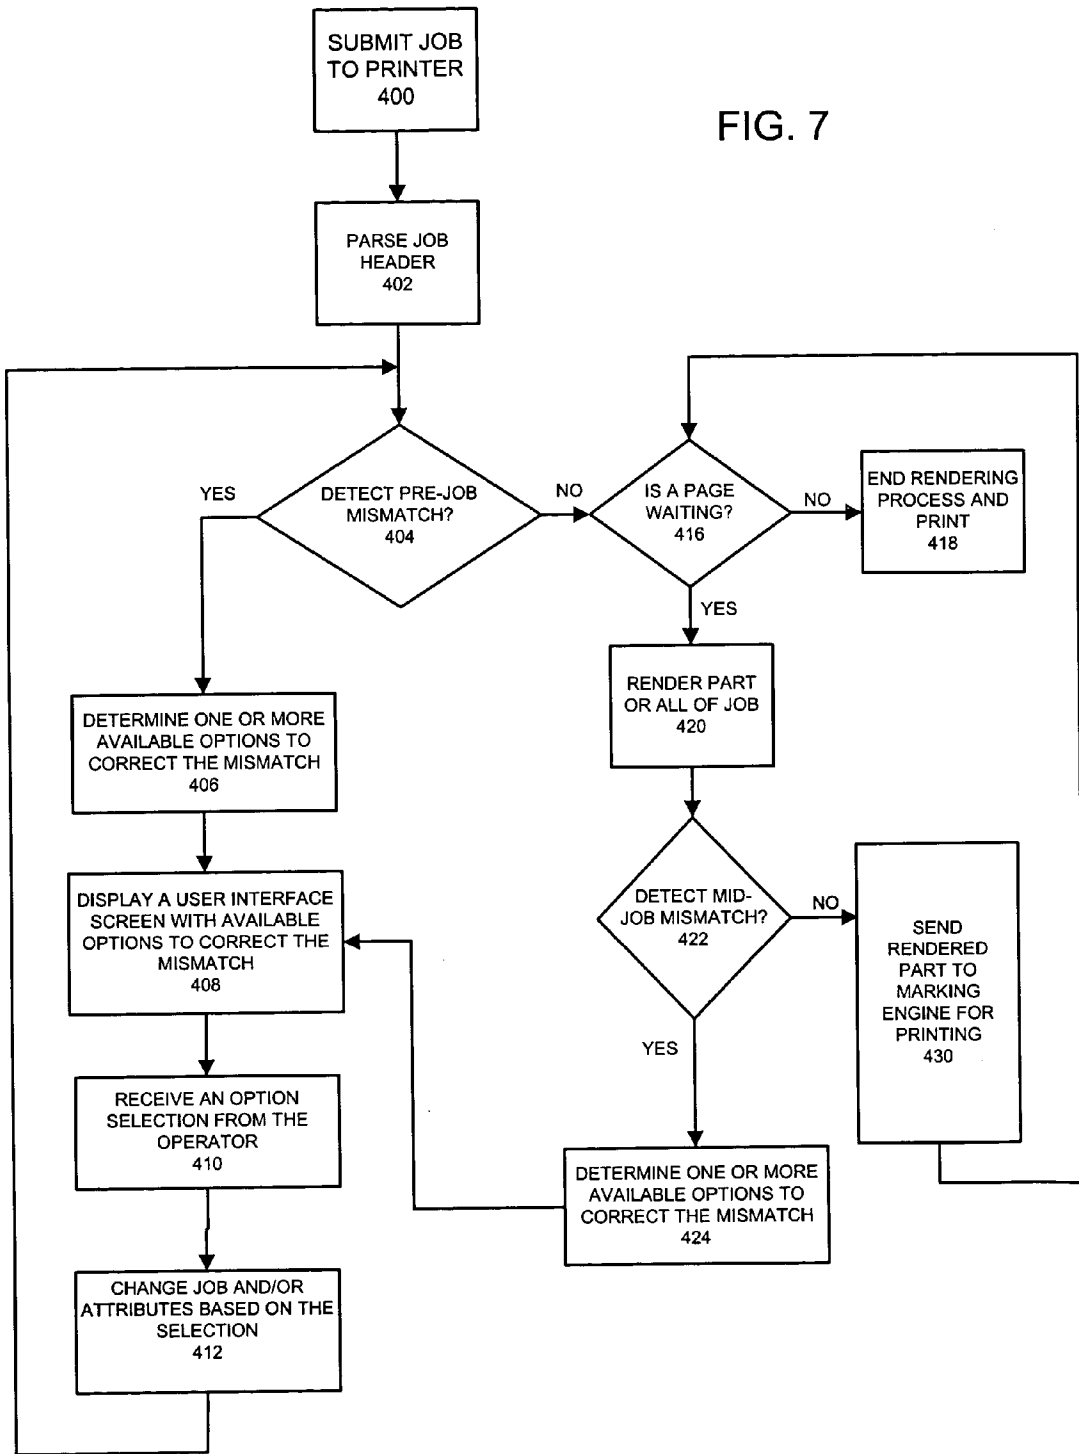 SUBMIT JOB
TO PRINTER
400
FIG. 7
PARSE JOB
HEADER
402
YES
DETECT PRE-JOB
MISMATCH?
404
NO
IS A PAGE
WAITING?
416
NO
END RENDERING
PROCESS AND
PRINT
418
YES
RENDER PART
OR ALL OF JOB
420
DETERMINE ONE OR MORE
AVAILABLE OPTIONS TO
CORRECT THE MISMATCH
406
DISPLAY A USER INTERFACE
SCREEN WITH AVAILABLE
OPTIONS TO CORRECT THE
MISMATCH
408
DETECT MID-
JOB MISMATCH?
422
NO
SEND
RENDERED
PART TO
MARKING
ENGINE FOR
PRINTING
430
YES
RECEIVE AN OPTION
SELECTION FROM THE
OPERATOR
410
DETERMINE ONE OR MORE
AVAILABLE OPTIONS TO
CORRECT THE MISMATCH
424
CHANGE JOB AND/OR
ATTRIBUTES BASED ON THE
SELECTION
412